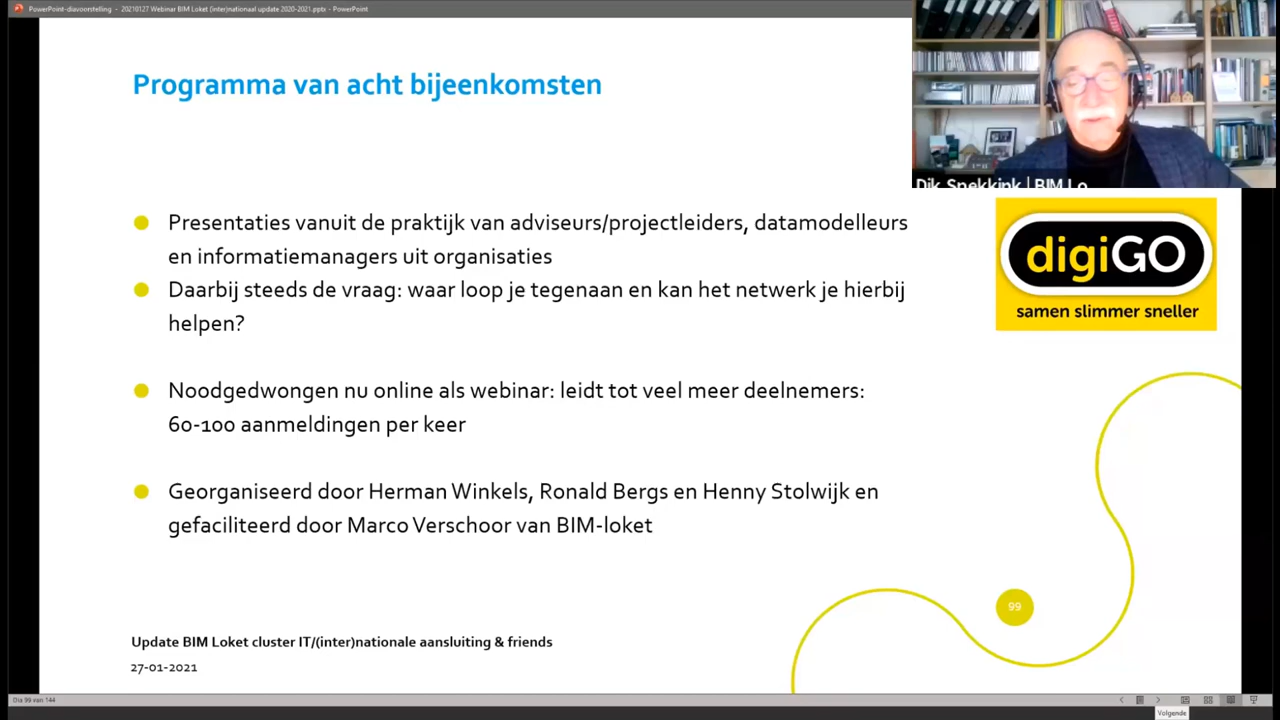 PowerPoint-diavoorstelling - 20210127 Webinar BIM Loket (inter)nationaal update 2020-2021.pptx - PowerPoint
Programma van acht bijeenkomsten
Dik Spekkink | BIM Lo
Presentaties vanuit de praktijk van adviseurs/projectleiders, datamodelleurs
en informatiemanagers uit organisaties
Daarbij steeds de vraag: waar loop je tegenaan en kan het netwerk je hierbij
helpen?
digiGO
samen slimmer sneller
Noodgedwongen nu online als webinar: leidt tot veel meer deelnemers:
60-100 aanmeldingen per keer
Georganiseerd door Herman Winkels, Ronald Bergs en Henny Stolwijk en
gefaciliteerd door Marco Verschoor van BIM-loket
99
Update BIM Loket cluster IT/(inter)nationale aansluiting & friends
27-01-2021
Dia 99 van 144
Volgende